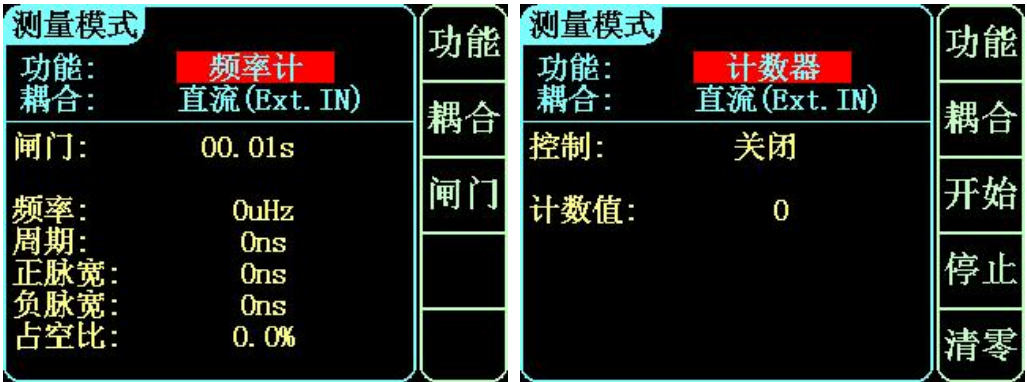 测量模式
功能: 频率计
耦合: 直流(Ext. IN)
闸门: 00.01s
频率: 0uHz
周期: 0ns
正脉宽: 0ns
负脉宽: 0ns
占空比: 0.0%
功能
耦合
闸门
测量模式
功能: 计数器
耦合: 直流(Ext. IN)
控制: 关闭
计数值: 0
功能
耦合
开始
停止
清零